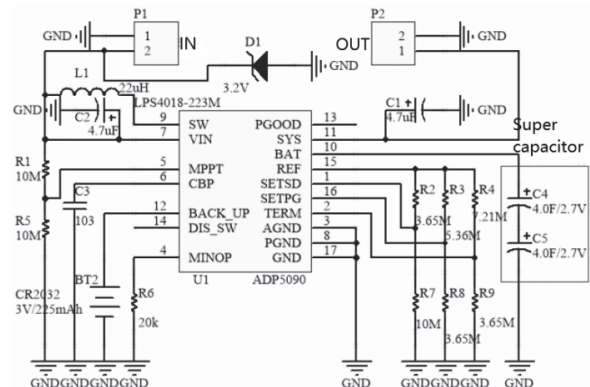 P1
P2
GND
1
2
IN
D1
GND
3.2V
OUT
2
1
GND
L1
22uH
LPS4018-223M
GND
C2
4.7uF
9
7
5
6
12
14
4
SW
VIN
MPPT
CBP
BACK_UP
DIS_SW
MINOP
PGOOD
SYS
BAT
REF
SETSD
SETPG
TERM
AGND
PGND
GND
13
11
10
15
1
16
2
3
8
17
U1
ADP5090
C1
4.7uF
GND
Super
capacitor
R1
10M
R5
10M
C3
103
BT2
CR2032
3V/225mAh
R6
20k
R2
3.65M
R3
5.36M
R4
7.21M
R7
10M
R8
3.65M
R9
3.65M
C4
4.0F/2.7V
C5
4.0F/2.7V
GND
GND
GND
GND
GND
GND
GND
GND
GND